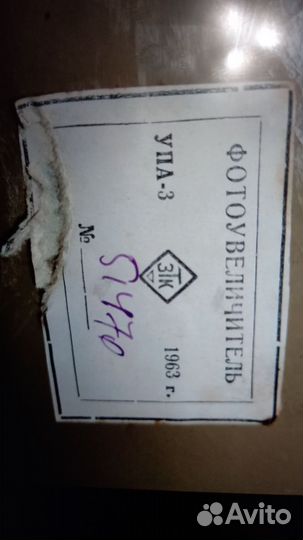 ФОТОУВЕЛИЧИТЕЛЬ
УПА-3
ЗТК
1963 г.
№ 51470
Avito